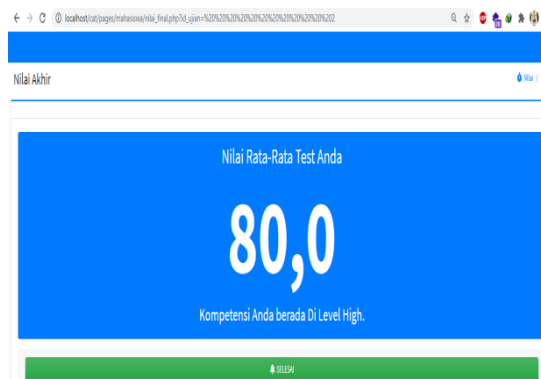 localhost/cat/pages/mahasiswa/nilai_final.php?id_ujian=%20%20%20%20%20%20%20%20%20%20%20%20%202
Nilai Akhir
Nilai /
Nilai Rata-Rata Test Anda
80,0
Kompetensi Anda berada Di Level High.
SELESAI